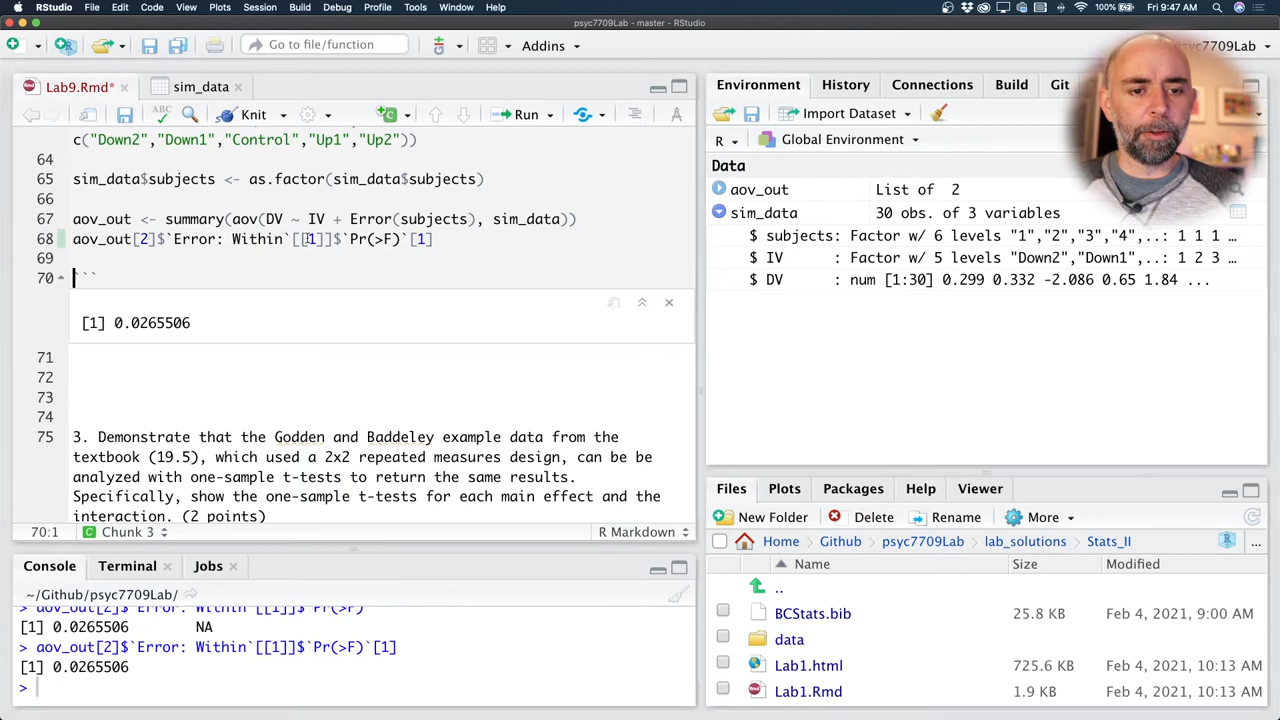 RStudio File Edit Code View Plots Session Build Debug Profile Tools Window Help 100% Fri 9:47 AM
psyc7709Lab - master - RStudio
Go to file/function Addins psyc7709Lab
Lab9.Rmd* sim_data
Knit Run
c("Down2","Down1","Control","Up1","Up2"))
64
65 sim_data$subjects <- as.factor(sim_data$subjects)
66
67 aov_out <- summary(aov(DV ~ IV + Error(subjects), sim_data))
68 aov_out[2]$`Error: Within`[[1]]$`Pr(>F)`[1]
69
70 ```
[1] 0.0265506
71
72
73
74
75 3. Demonstrate that the Godden and Baddeley example data from the
textbook (19.5), which used a 2x2 repeated measures design, can be be
analyzed with one-sample t-tests to return the same results.
Specifically, show the one-sample t-tests for each main effect and the
interaction. (2 points)
70:1 Chunk 3 R Markdown
Console Terminal Jobs
~/Github/psyc7709Lab/
> aov_out[2]$`Error: Within`[[1]]$`Pr(>F)`
[1] 0.0265506 NA
> aov_out[2]$`Error: Within`[[1]]$`Pr(>F)`[1]
[1] 0.0265506
>
Environment History Connections Build Git
Import Dataset
R Global Environment
Data
aov_out List of 2
sim_data 30 obs. of 3 variables
$ subjects: Factor w/ 6 levels "1","2","3","4",..: 1 1 1 …
$ IV : Factor w/ 5 levels "Down2","Down1",..: 1 2 3 …
$ DV : num [1:30] 0.299 0.332 -2.086 0.65 1.84 ...
Files Plots Packages Help Viewer
New Folder Delete Rename More
Home Github psyc7709Lab lab_solutions Stats_II ...
Name Size Modified
..
BCStats.bib 25.8 KB Feb 4, 2021, 9:00 AM
data
Lab1.html 725.6 KB Feb 4, 2021, 10:13 AM
Lab1.Rmd 1.9 KB Feb 4, 2021, 10:13 AM